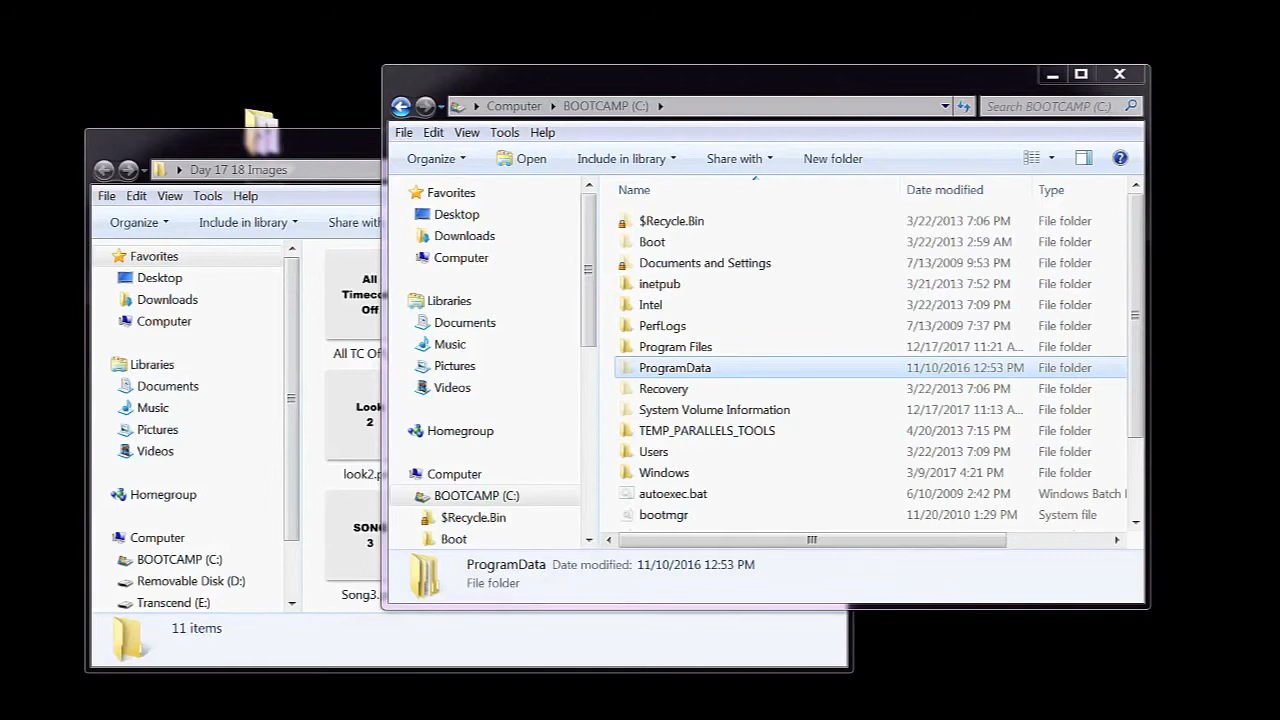 Computer ▸ BOOTCAMP (C:) ▸
Search BOOTCAMP (C:)
File Edit View Tools Help
Organize Open Include in library Share with New folder
Favorites
Desktop
Downloads
Computer
Libraries
Documents
Music
Pictures
Videos
Homegroup
Computer
BOOTCAMP (C:)
$Recycle.Bin
Boot
Name Date modified Type
$Recycle.Bin 3/22/2013 7:06 PM File folder
Boot 3/22/2013 2:59 AM File folder
Documents and Settings 7/13/2009 9:53 PM File folder
inetpub 3/21/2013 7:52 PM File folder
Intel 3/22/2013 7:09 PM File folder
PerfLogs 7/13/2009 7:37 PM File folder
Program Files 12/17/2017 11:21 A... File folder
ProgramData 11/10/2016 12:53 PM File folder
Recovery 3/22/2013 7:06 PM File folder
System Volume Information 12/17/2017 11:13 A... File folder
TEMP_PARALLELS_TOOLS 4/20/2013 7:15 PM File folder
Users 3/22/2013 7:09 PM File folder
Windows 3/9/2017 4:21 PM File folder
autoexec.bat 6/10/2009 2:42 PM Windows Batch
bootmgr 11/20/2010 1:29 PM System file
ProgramData Date modified: 11/10/2016 12:53 PM
File folder
Day 17 18 Images
File Edit View Tools Help
Organize Include in library Share with
Favorites
Desktop
Downloads
Computer
Libraries
Documents
Music
Pictures
Videos
Homegroup
Computer
BOOTCAMP (C:)
Removable Disk (D:)
Transcend (E:)
All
Timeco
Off
All TC Of
Look
2
look2.p
SONG
3
Song3.
11 items